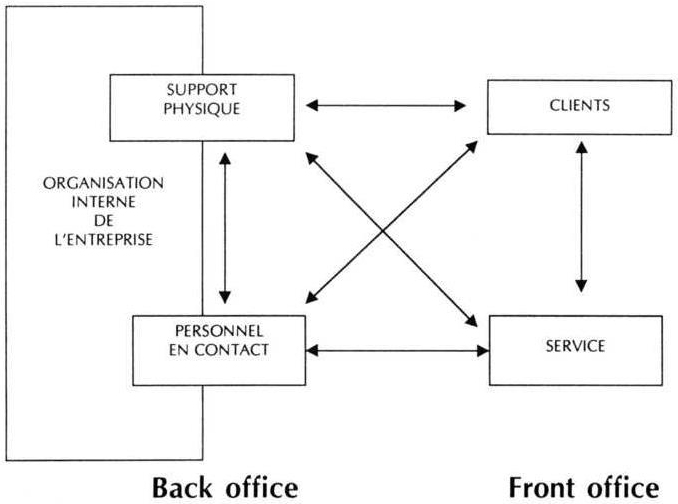 SUPPORT
PHYSIQUE
CLIENTS
ORGANISATION
INTERNE
DE
L'ENTREPRISE
PERSONNEL
EN CONTACT
SERVICE
Back office
Front office